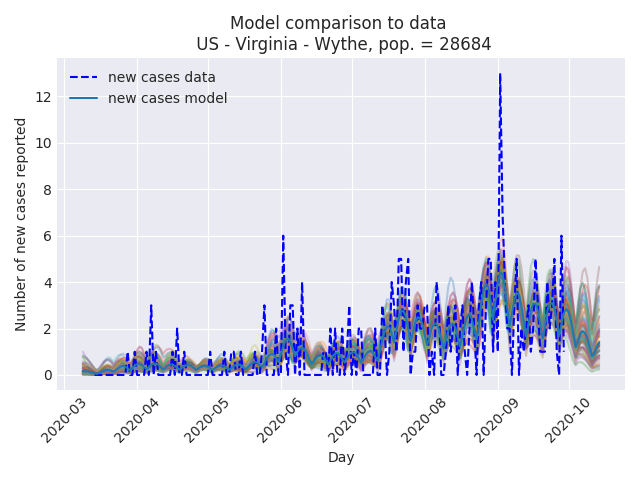 Model comparison to data
US - Virginia - Wythe, pop. = 28684
new cases data
new cases model
Number of new cases reported
12
10
8
6
4
2
0
2020-03
2020-04
2020-05
2020-06
2020-07
2020-08
2020-09
2020-10
Day